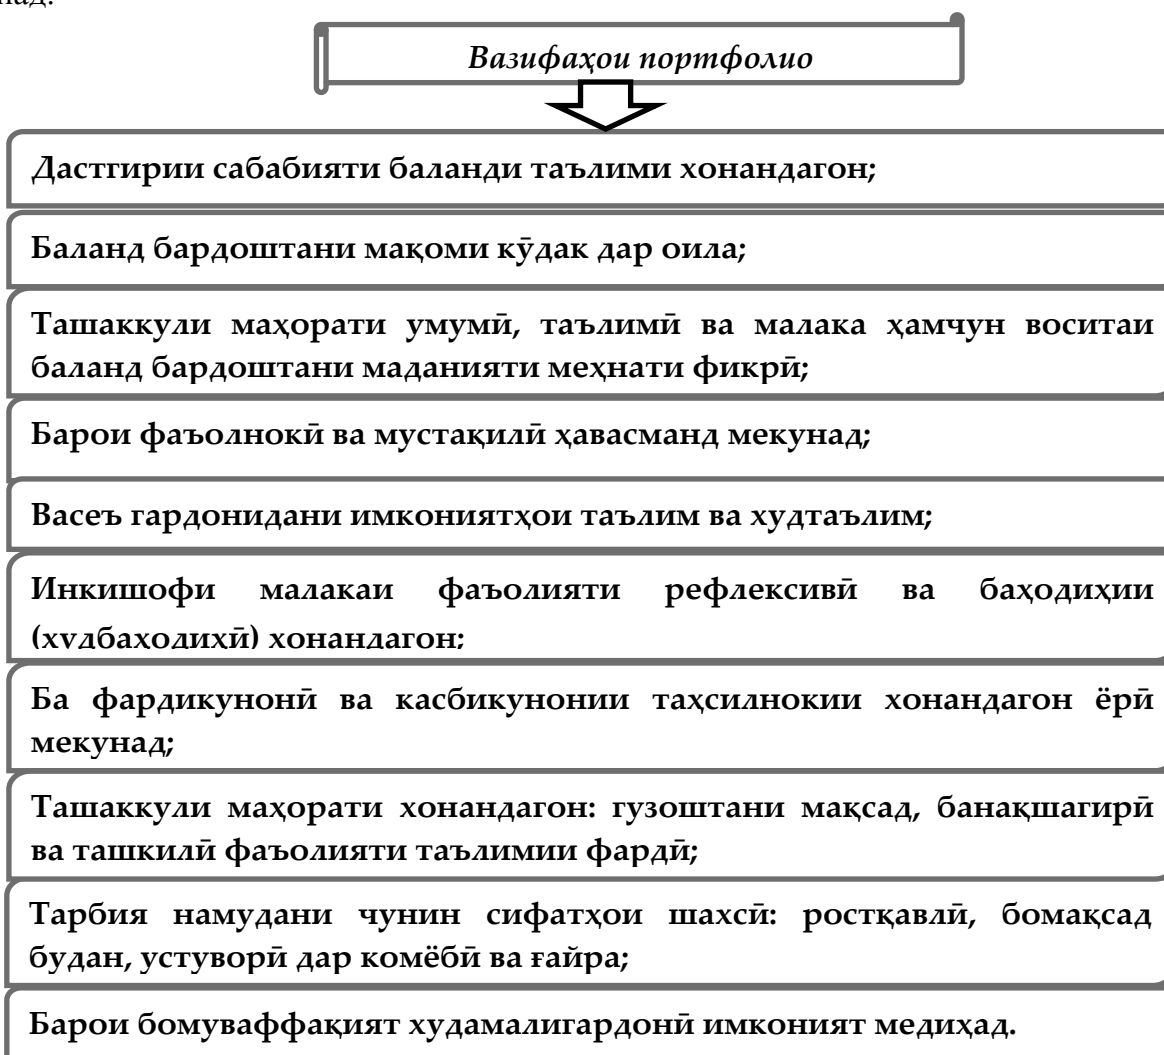 над.
Вазифаҳои портфолио
Дастгирии сабабияти баланди таълими хонандагон;
Баланд бардоштани мақоми кӯдак дар оила;
Ташаккули маҳорати умумӣ, таълимӣ ва малака ҳамчун воситаи
баланд бардоштани маданияти меҳнати фикрӣ;
Барои фаъолнокӣ ва мустақилӣ ҳавасманд мекунад;
Васеъ гардонидани имкониятҳои таълим ва худтаълим;
Инкишофи малакаи фаъолияти рефлексивӣ ва баҳодиҳии
(худбаҳодиҳӣ) хонандагон;
Ба фардикунонӣ ва касбикунонии таҳсилнокии хонандагон ёрӣ
мекунад;
Ташаккули маҳорати хонандагон: гузоштани мақсад, банақшагирӣ
ва ташкилӣ фаъолияти таълимии фардӣ;
Тарбия намудани чунин сифатҳои шахсӣ: ростқавлӣ, бомақсад
будан, устуворӣ дар комёбӣ ва ғайра;
Барои бомуваффақият худамалигардонӣ имконият медиҳад.